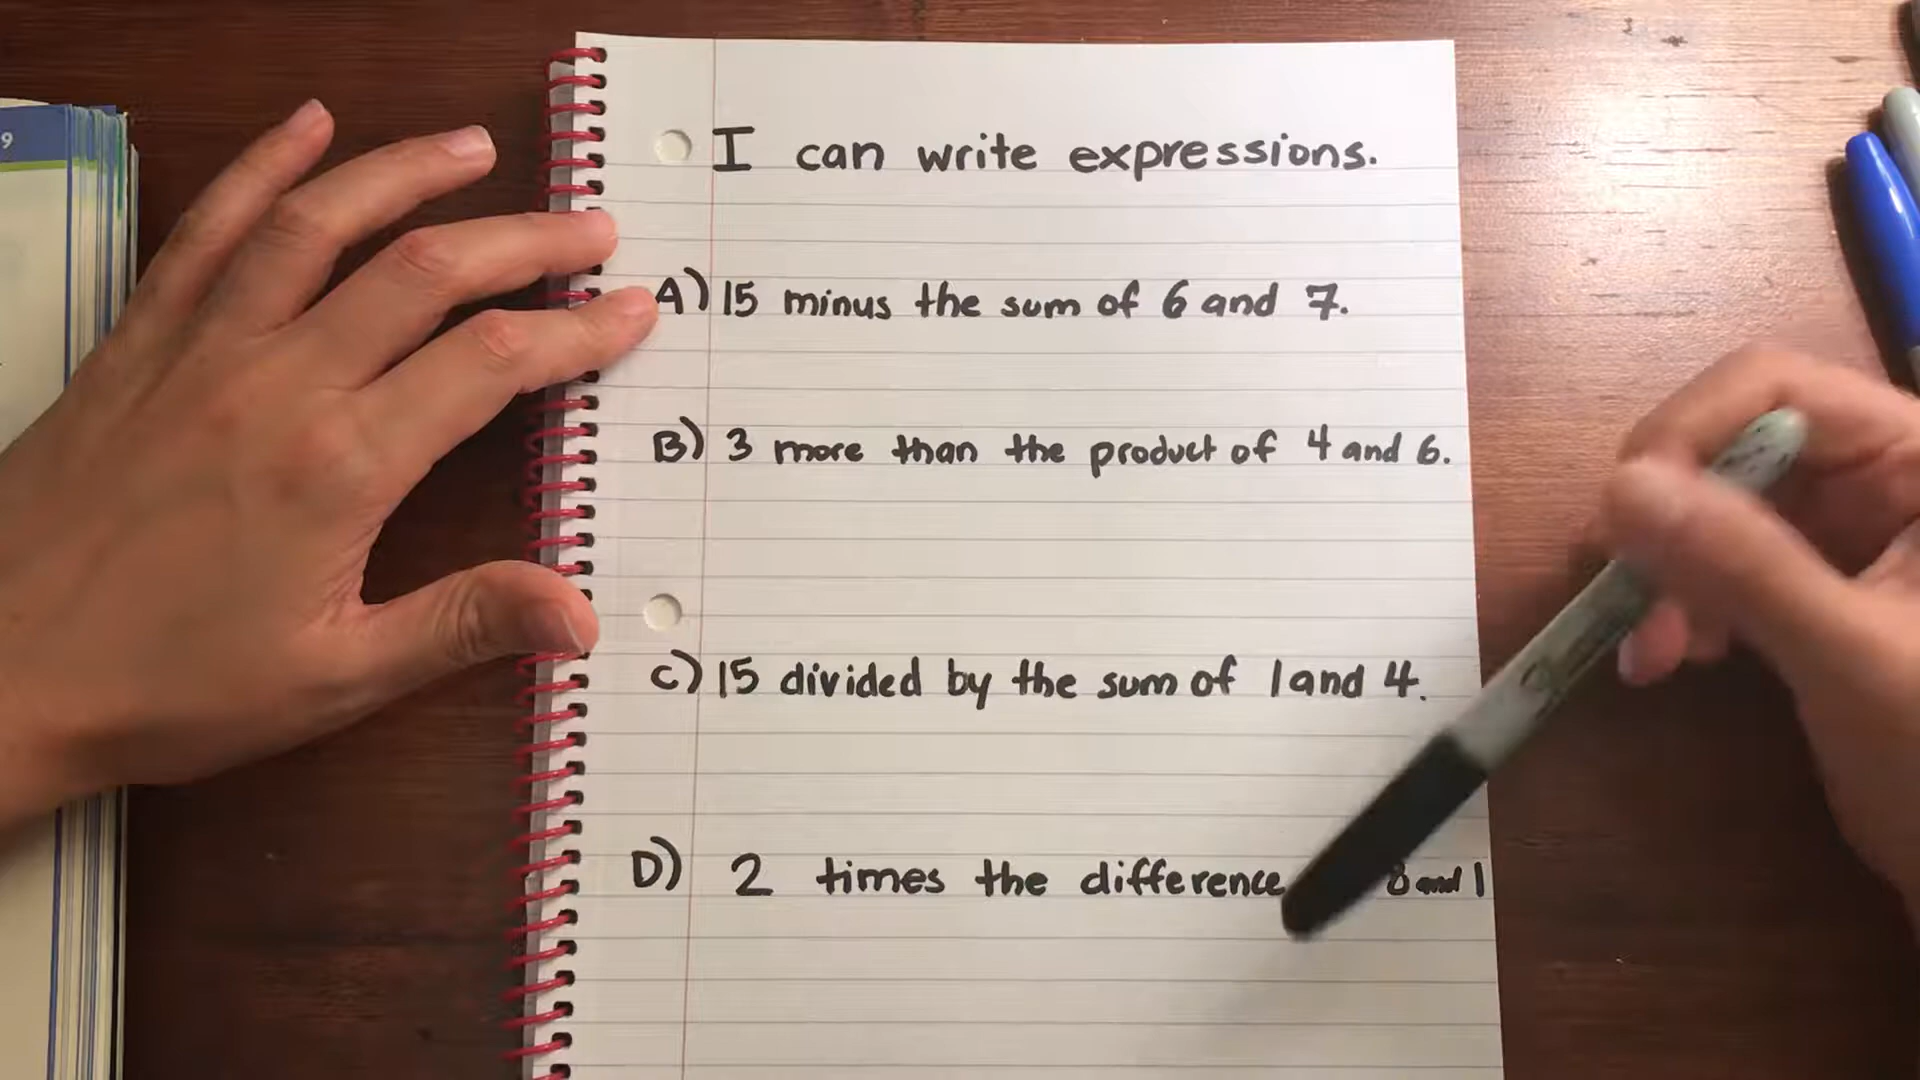 9
I can write expressions.
A) 15 minus the sum of 6 and 7.
B) 3 more than the product of 4 and 6.
C) 15 divided by the sum of 1 and 4.
D) 2 times the difference 8 and 1